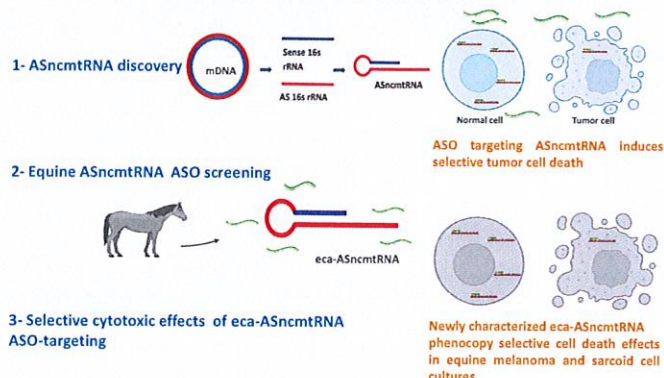 1- ASncmtRNA discovery
mDNA
Sense 16s
rRNA
AS 16s rRNA
ASncmtRNA
Normal cell
Tumor cell
ASO targeting ASncmtRNA induces
selective tumor cell death
2- Equine ASncmtRNA ASO screening
eca-ASncmtRNA
3- Selective cytotoxic effects of eca-ASncmtRNA
ASO-targeting
Newly characterized eca-ASncmtRNA
phenocopy selective cell death effects
in equine melanoma and sarcoid cell
cultures